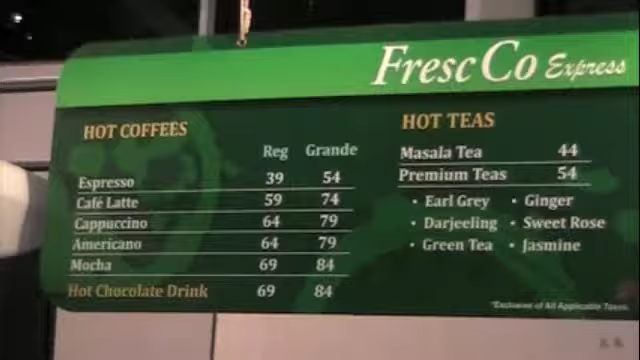 FrescCo Express
HOT COFFEES
Reg Grande
Espresso 39 54
Café Latte 59 74
Cappuccino 64 79
Americano 64 79
Mocha 69 84
Hot Chocolate Drink 69 84
HOT TEAS
Masala Tea 44
Premium Teas 54
• Earl Grey • Ginger
• Darjeeling • Sweet Rose
• Green Tea • Jasmine
*Exclusive of All Applicable Taxes.